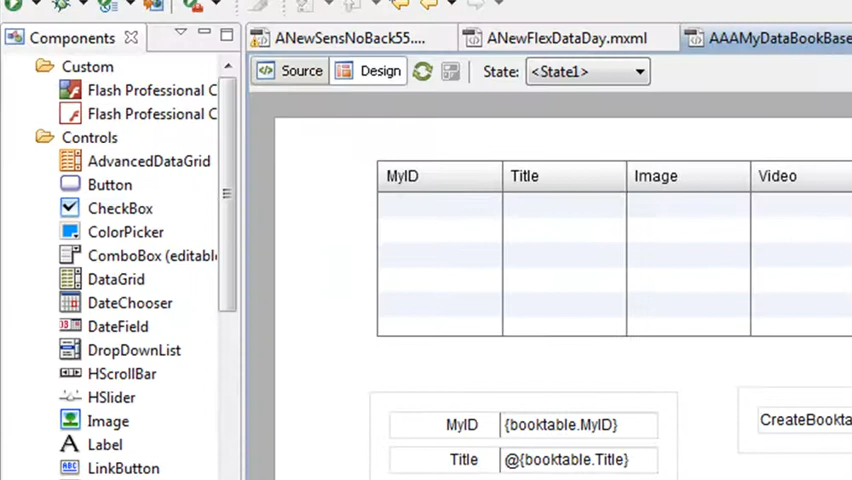 Components
ANewSensNoBack55....
ANewFlexDataDay.mxml
AAAMyDataBookBase
Source
Design
State:
<State1>
Custom
Flash Professional C
Flash Professional C
Controls
AdvancedDataGrid
Button
CheckBox
ColorPicker
ComboBox (editabl
DataGrid
DateChooser
DateField
DropDownList
HScrollBar
HSlider
Image
Label
LinkButton
MyID
Title
Image
Video
MyID
{booktable.MyID}
Title
@{booktable.Title}
CreateBookta